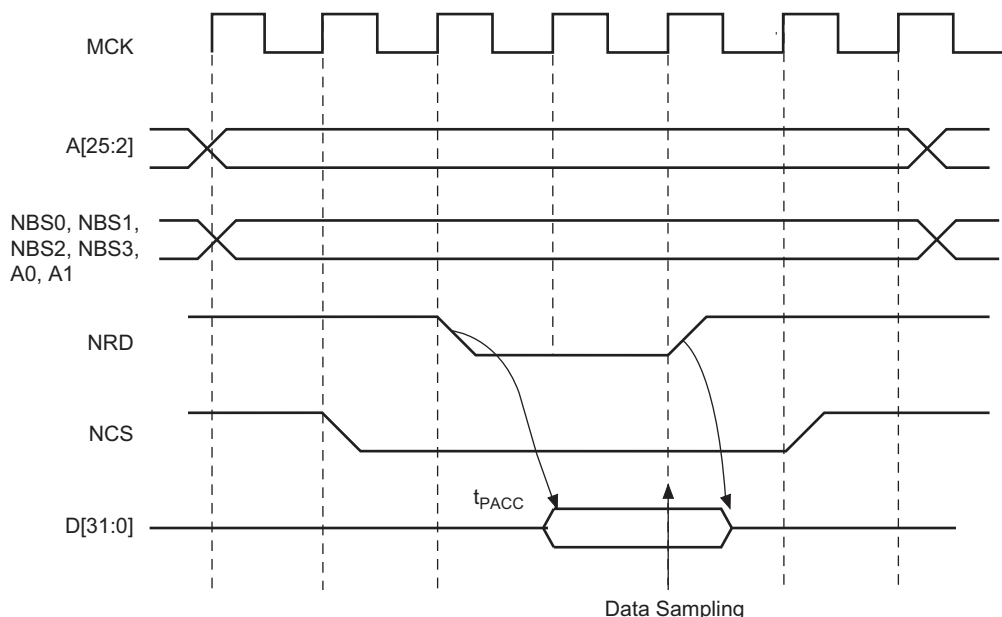 MCK
A[25:2]
NBS0, NBS1,
NBS2, NBS3,
A0, A1
NRD
NCS
tPACC
D[31:0]
Data Sampling